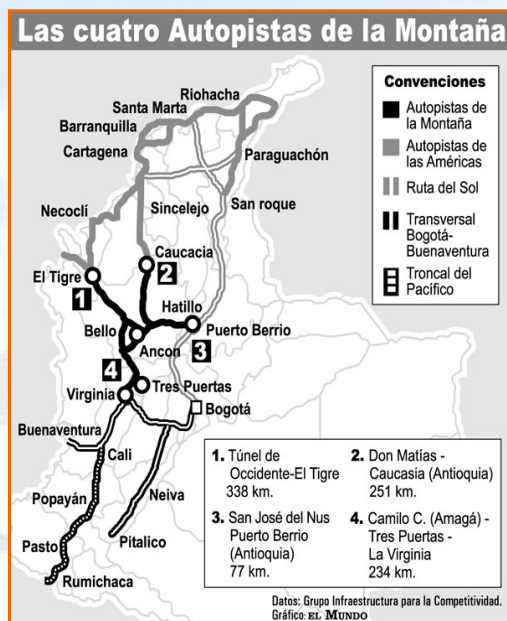 Las cuatro Autopistas de la Montaña
Riohacha
Santa Marta
Barranquilla
Cartagena
Paraguachón
Necoclí
Sincelejo
San roque
Caucacia
El Tigre
2
1
Hatillo
Bello
Puerto Berrio
Ancon
3
4
Tres Puertas
Virginia
Bogotá
Buenaventura
Cali
Popayán
Neiva
Pasto
Pitalico
Rumichaca
Convenciones
Autopistas de
la Montaña
Autopistas de
las Américas
Ruta del Sol
Transversal
Bogotá-
Buenaventura
Troncal del
Pacífico
1. Túnel de
Occidente-El Tigre
338 km.
2. Don Matías -
Caucasia (Antioquia)
251 km.
3. San José del Nus
Puerto Berrio
(Antioquia)
77 km.
4. Camilo C. (Amagá) -
Tres Puertas -
La Virginia
234 km.
Datos: Grupo Infraestructura para la Competitividad.
Gráfico: EL MUNDO